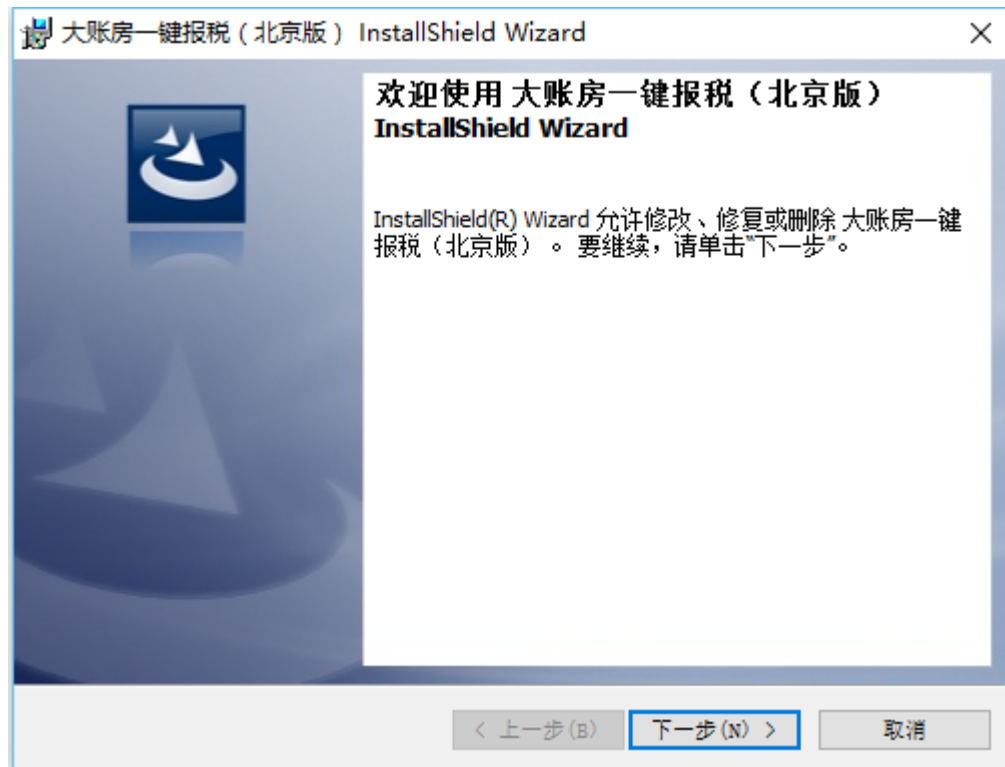 大账房一键报税（北京版） InstallShield Wizard
欢迎使用 大账房一键报税（北京版）
InstallShield Wizard
InstallShield(R) Wizard 允许修改、修复或删除 大账房一键
报税（北京版） 。 要继续，请单击“下一步”。
< 上一步(B)
下一步(N) >
取消